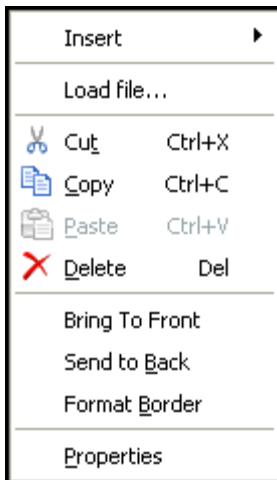 Insert
Load file...
Cut Ctrl+X
Copy Ctrl+C
Paste Ctrl+V
Delete Del
Bring To Front
Send to Back
Format Border
Properties